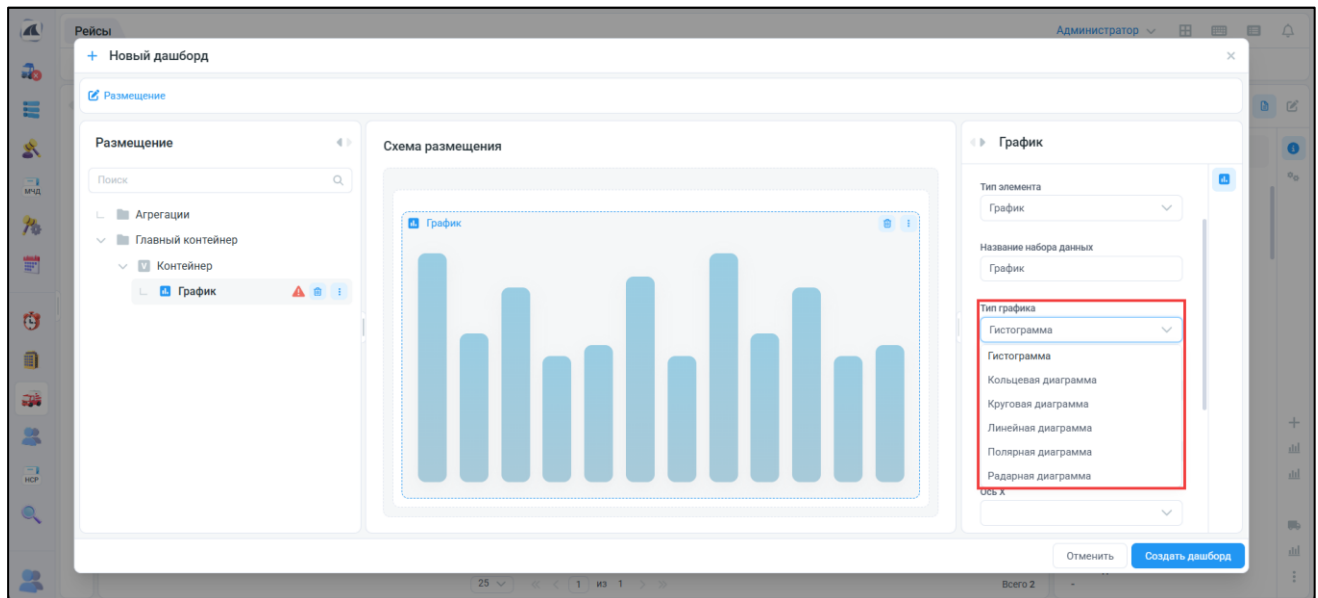 Рейсы
Администратор
+ Новый дашборд
Размещение
Размещение
Поиск
Агрегации
Главный контейнер
V Контейнер
График
Схема размещения
График
График
Тип элемента
График
Название набора данных
График
Тип графика
Гистограмма
Гистограмма
Кольцевая диаграмма
Круговая диаграмма
Линейная диаграмма
Полярная диаграмма
Радарная диаграмма
Ось X
Отменить
Создать дашборд
МЧД
НСР
25
1 из 1
Всего 2
-